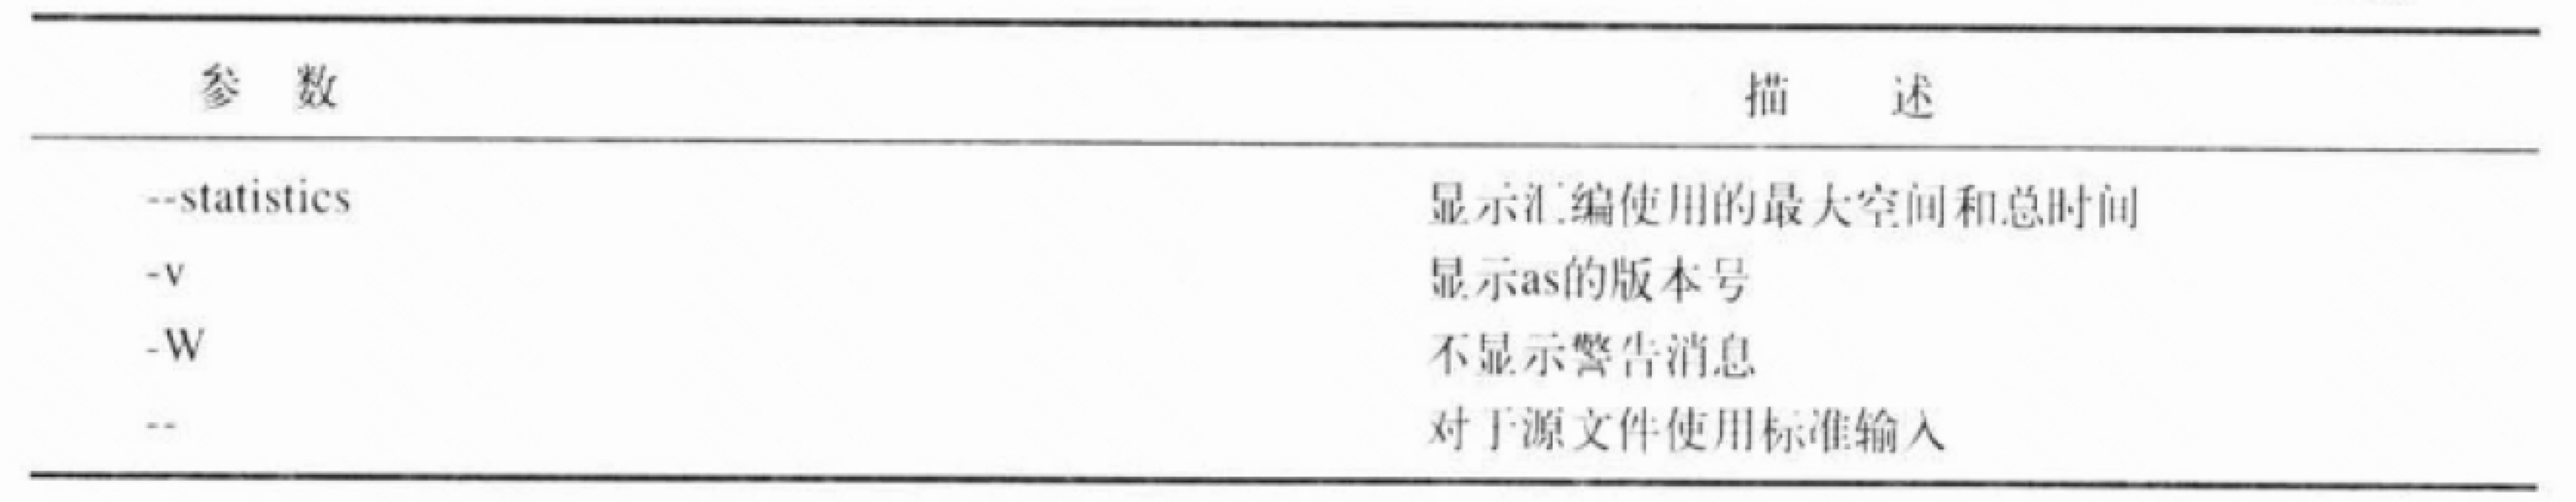 参 数 描 述
--statistics 显示汇编使用的最大空间和总时间
-v 显示as的版本号
-W 不显示警告消息
-- 对于源文件使用标准输入